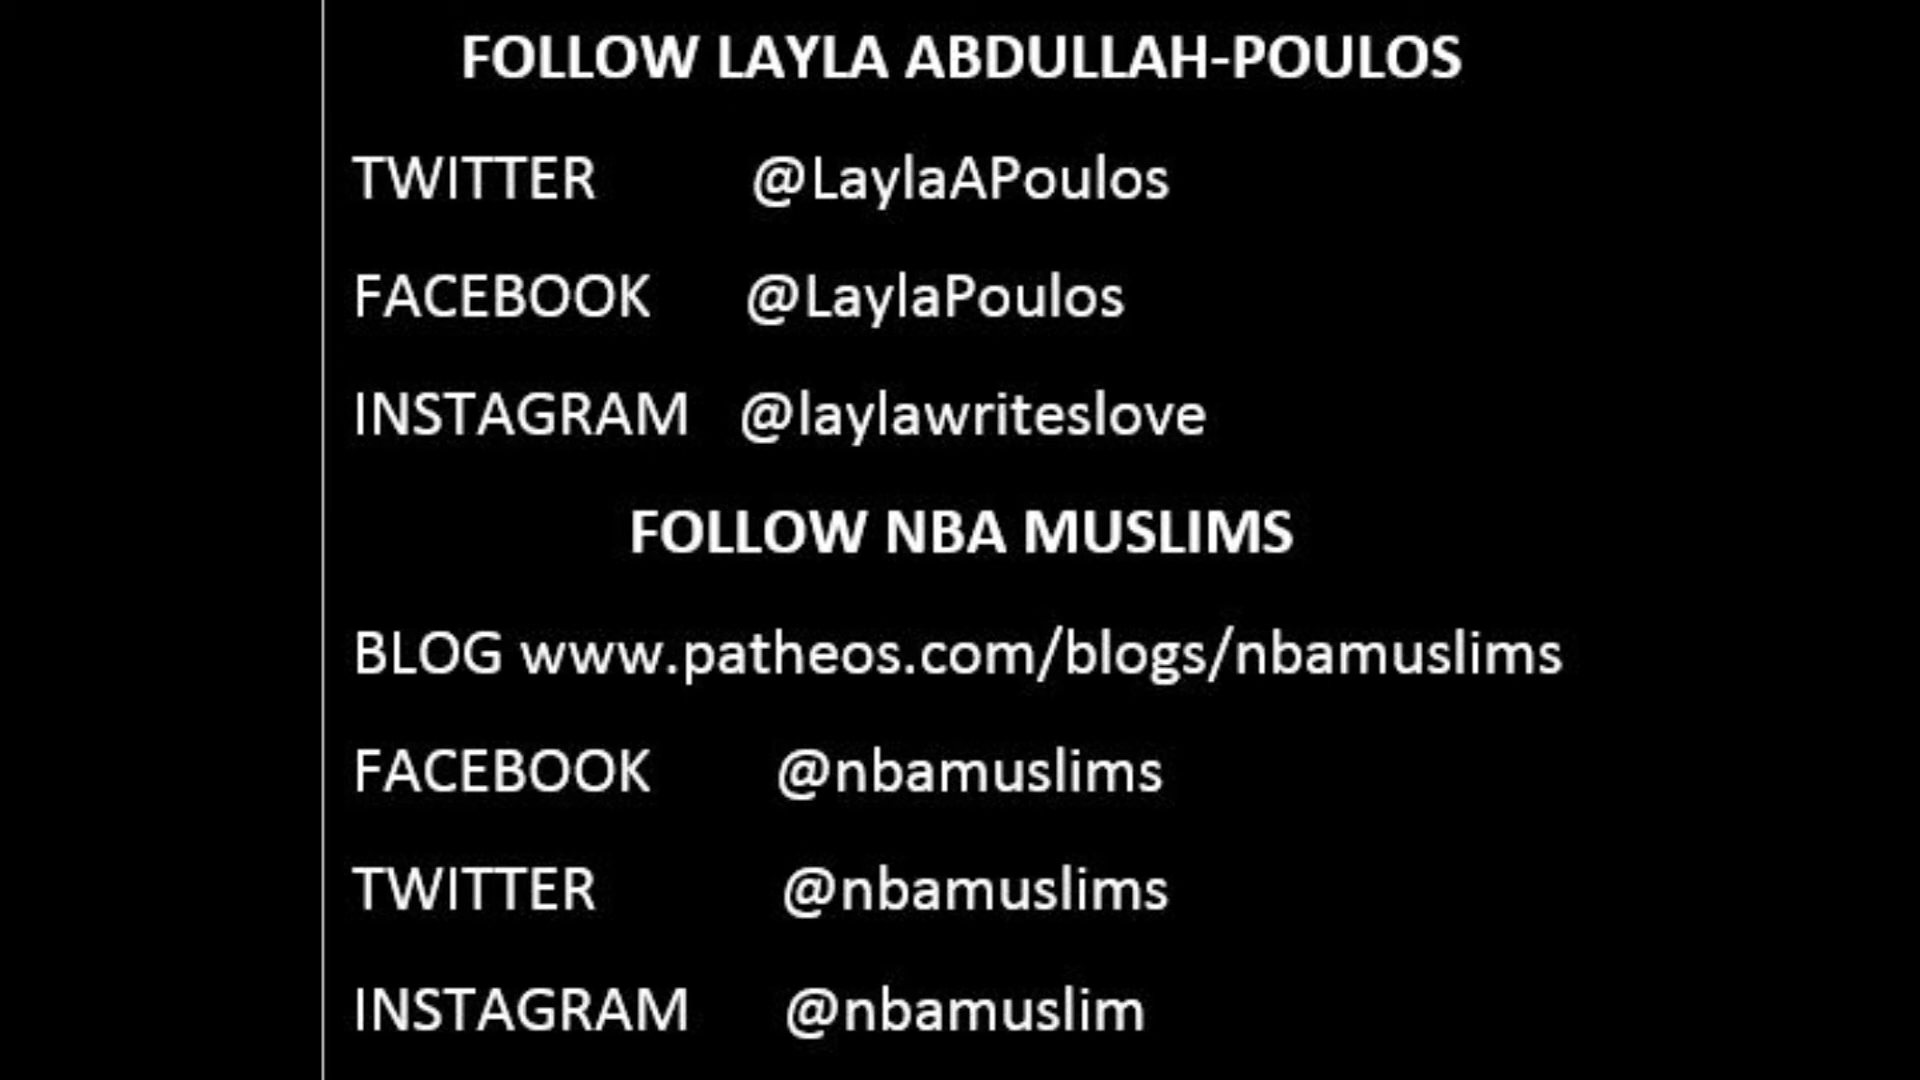 FOLLOW LAYLA ABDULLAH-POULOS
TWITTER @LaylaAPoulos
FACEBOOK @LaylaPoulos
INSTAGRAM @laylawriteslove
FOLLOW NBA MUSLIMS
BLOG www.patheos.com/blogs/nbamuslims
FACEBOOK @nbamuslims
TWITTER @nbamuslims
INSTAGRAM @nbamuslim